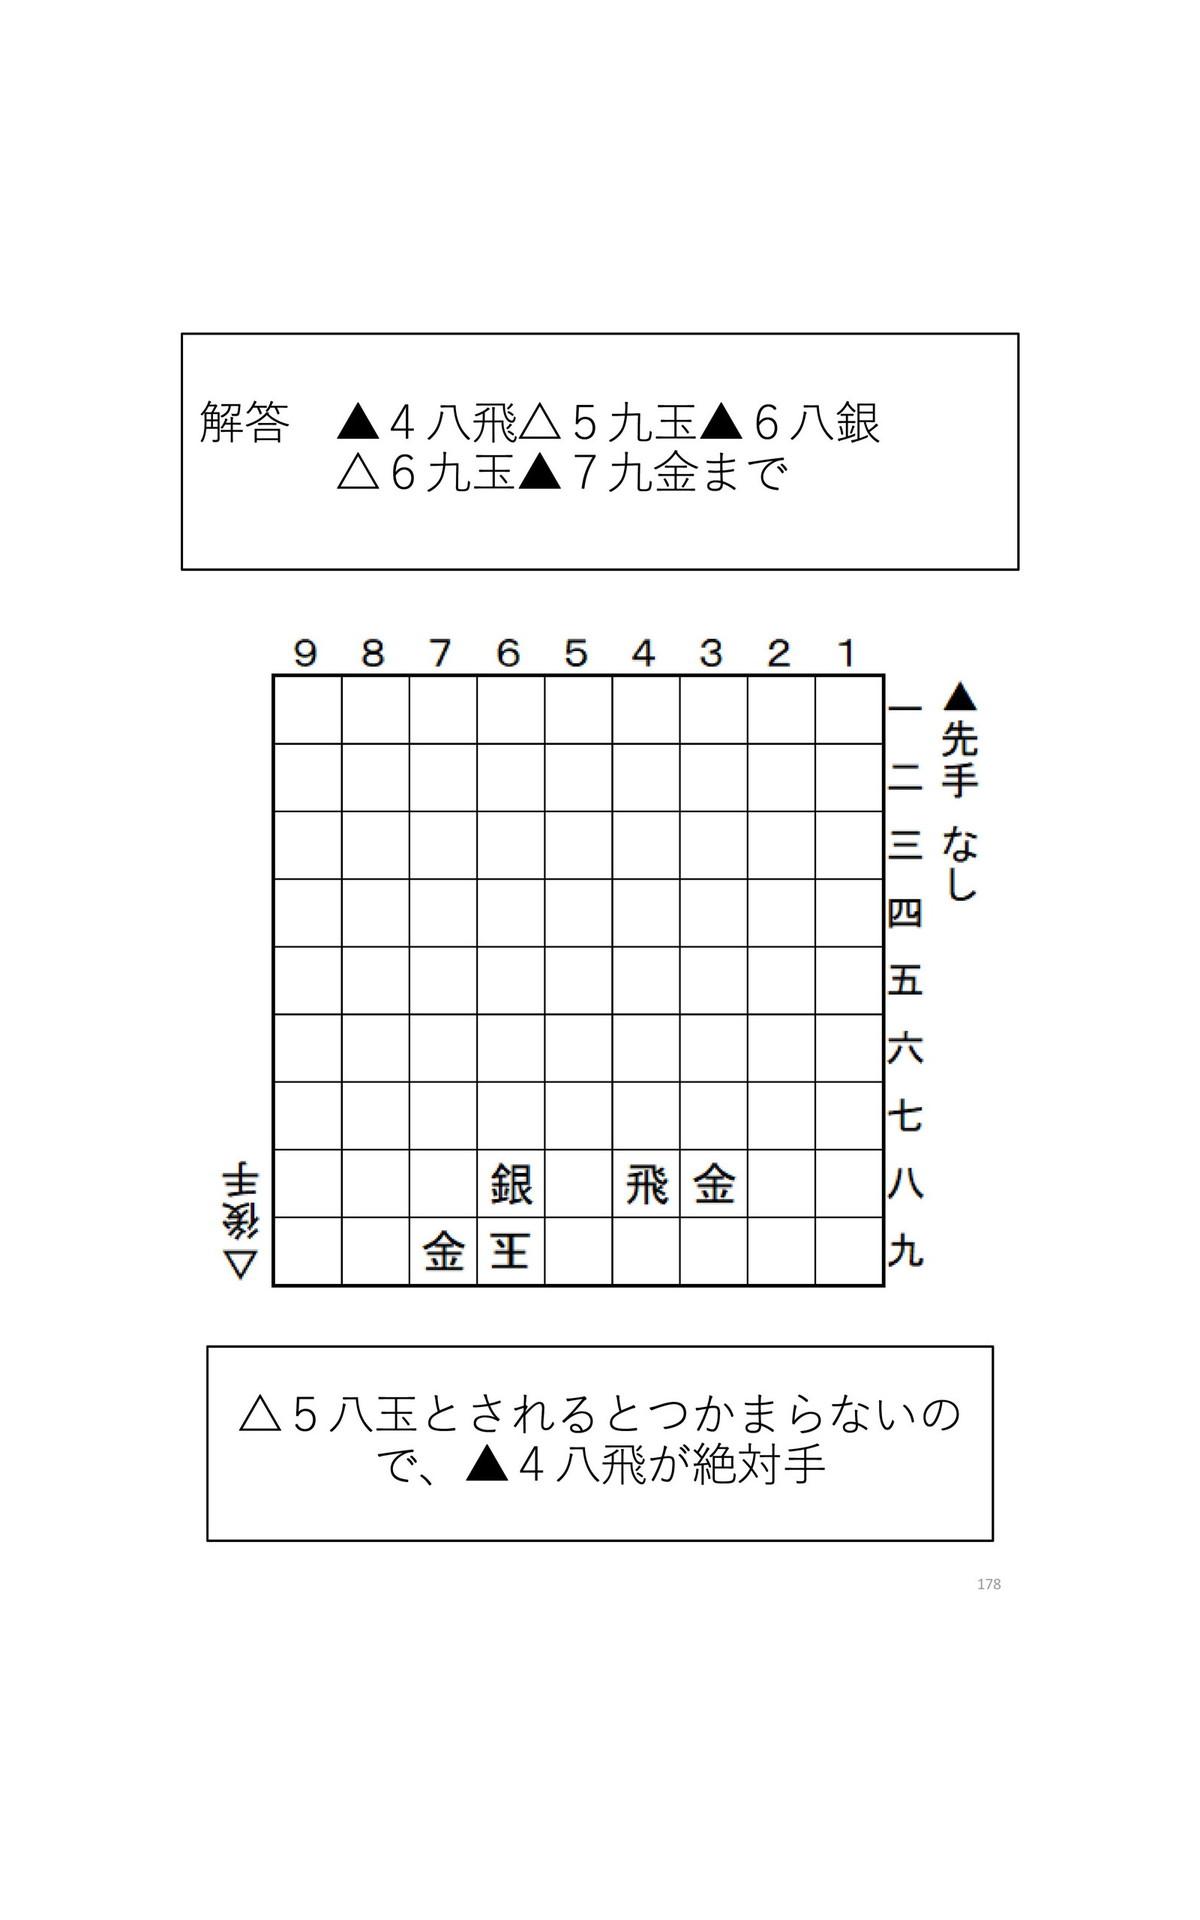 解答　▲４八飛△５九玉▲６八銀
△６九玉▲７九金まで
９ ８ ７ ６ ５ ４ ３ ２ １
一
二
三
四
五
六
七
八
九
▲先手 なし
△後手
銀 飛 金
金 王
△５八玉とされるとつかまらないの
で、▲４八飛が絶対手
178